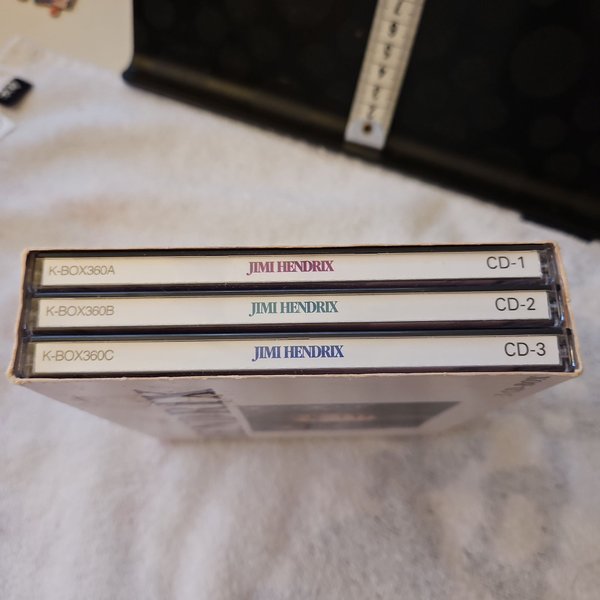 K-BOX360A JIMI HENDRIX CD-1
K-BOX360B JIMI HENDRIX CD-2
K-BOX360C JIMI HENDRIX CD-3